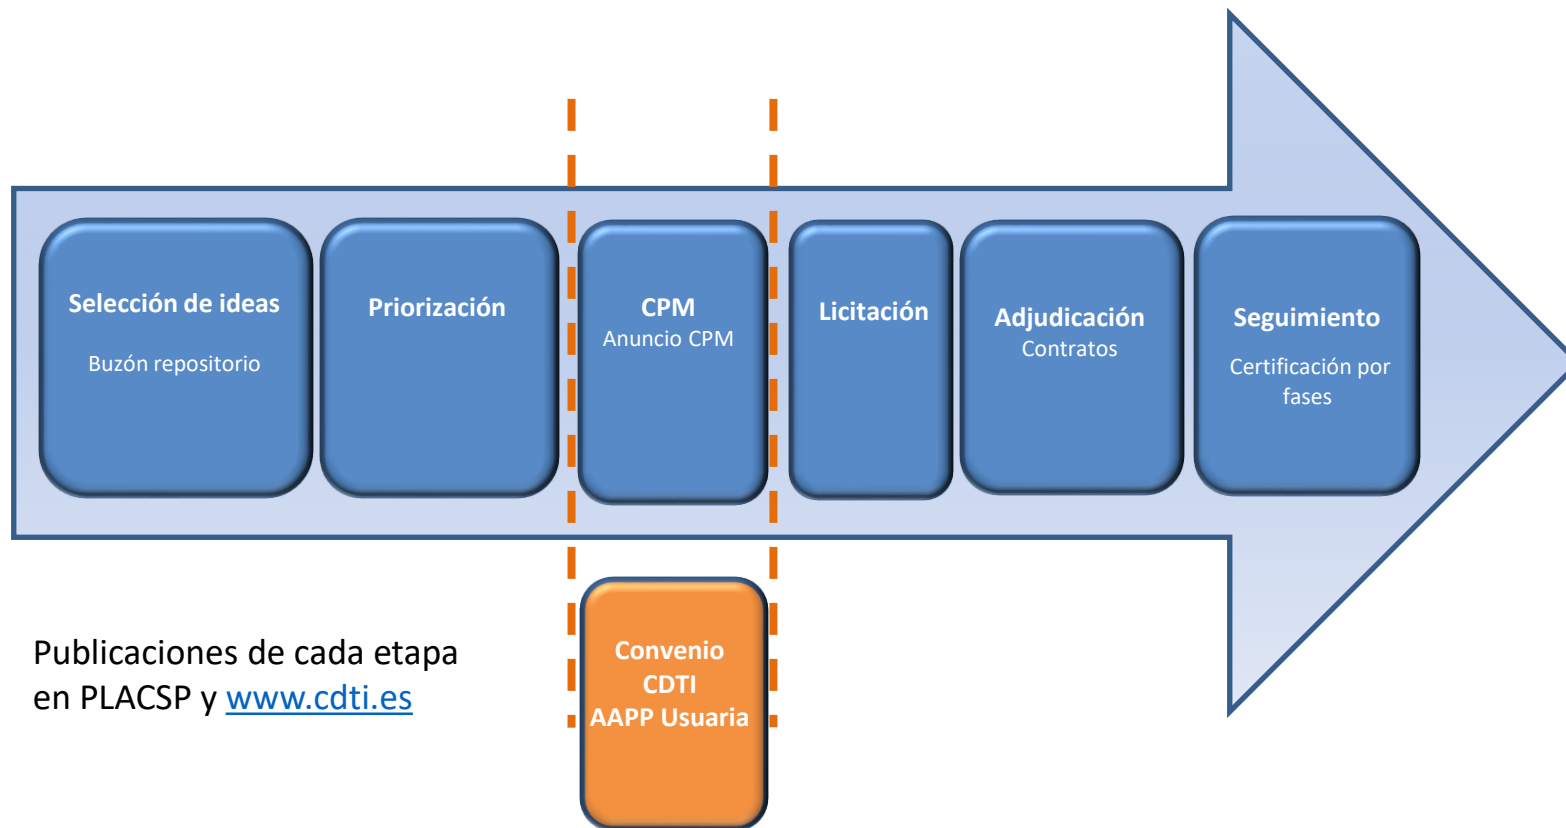 Selección de ideas
Buzón repositorio
Priorización
CPM
Anuncio CPM
Licitación
Adjudicación
Contratos
Seguimiento
Certificación por
fases
Convenio
CDTI
AAPP Usuaria
Publicaciones de cada etapa
en PLACSP y www.cdti.es